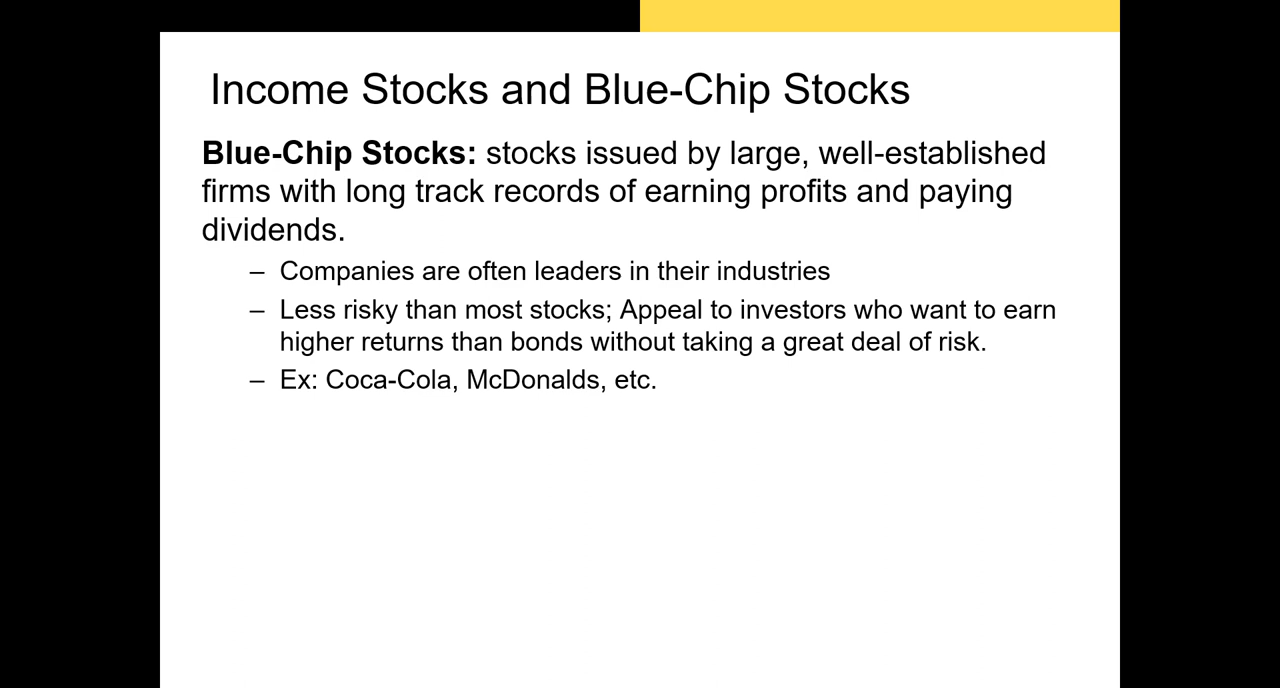 Income Stocks and Blue-Chip Stocks
Blue-Chip Stocks: stocks issued by large, well-established
firms with long track records of earning profits and paying
dividends.
– Companies are often leaders in their industries
– Less risky than most stocks; Appeal to investors who want to earn
higher returns than bonds without taking a great deal of risk.
– Ex: Coca-Cola, McDonalds, etc.